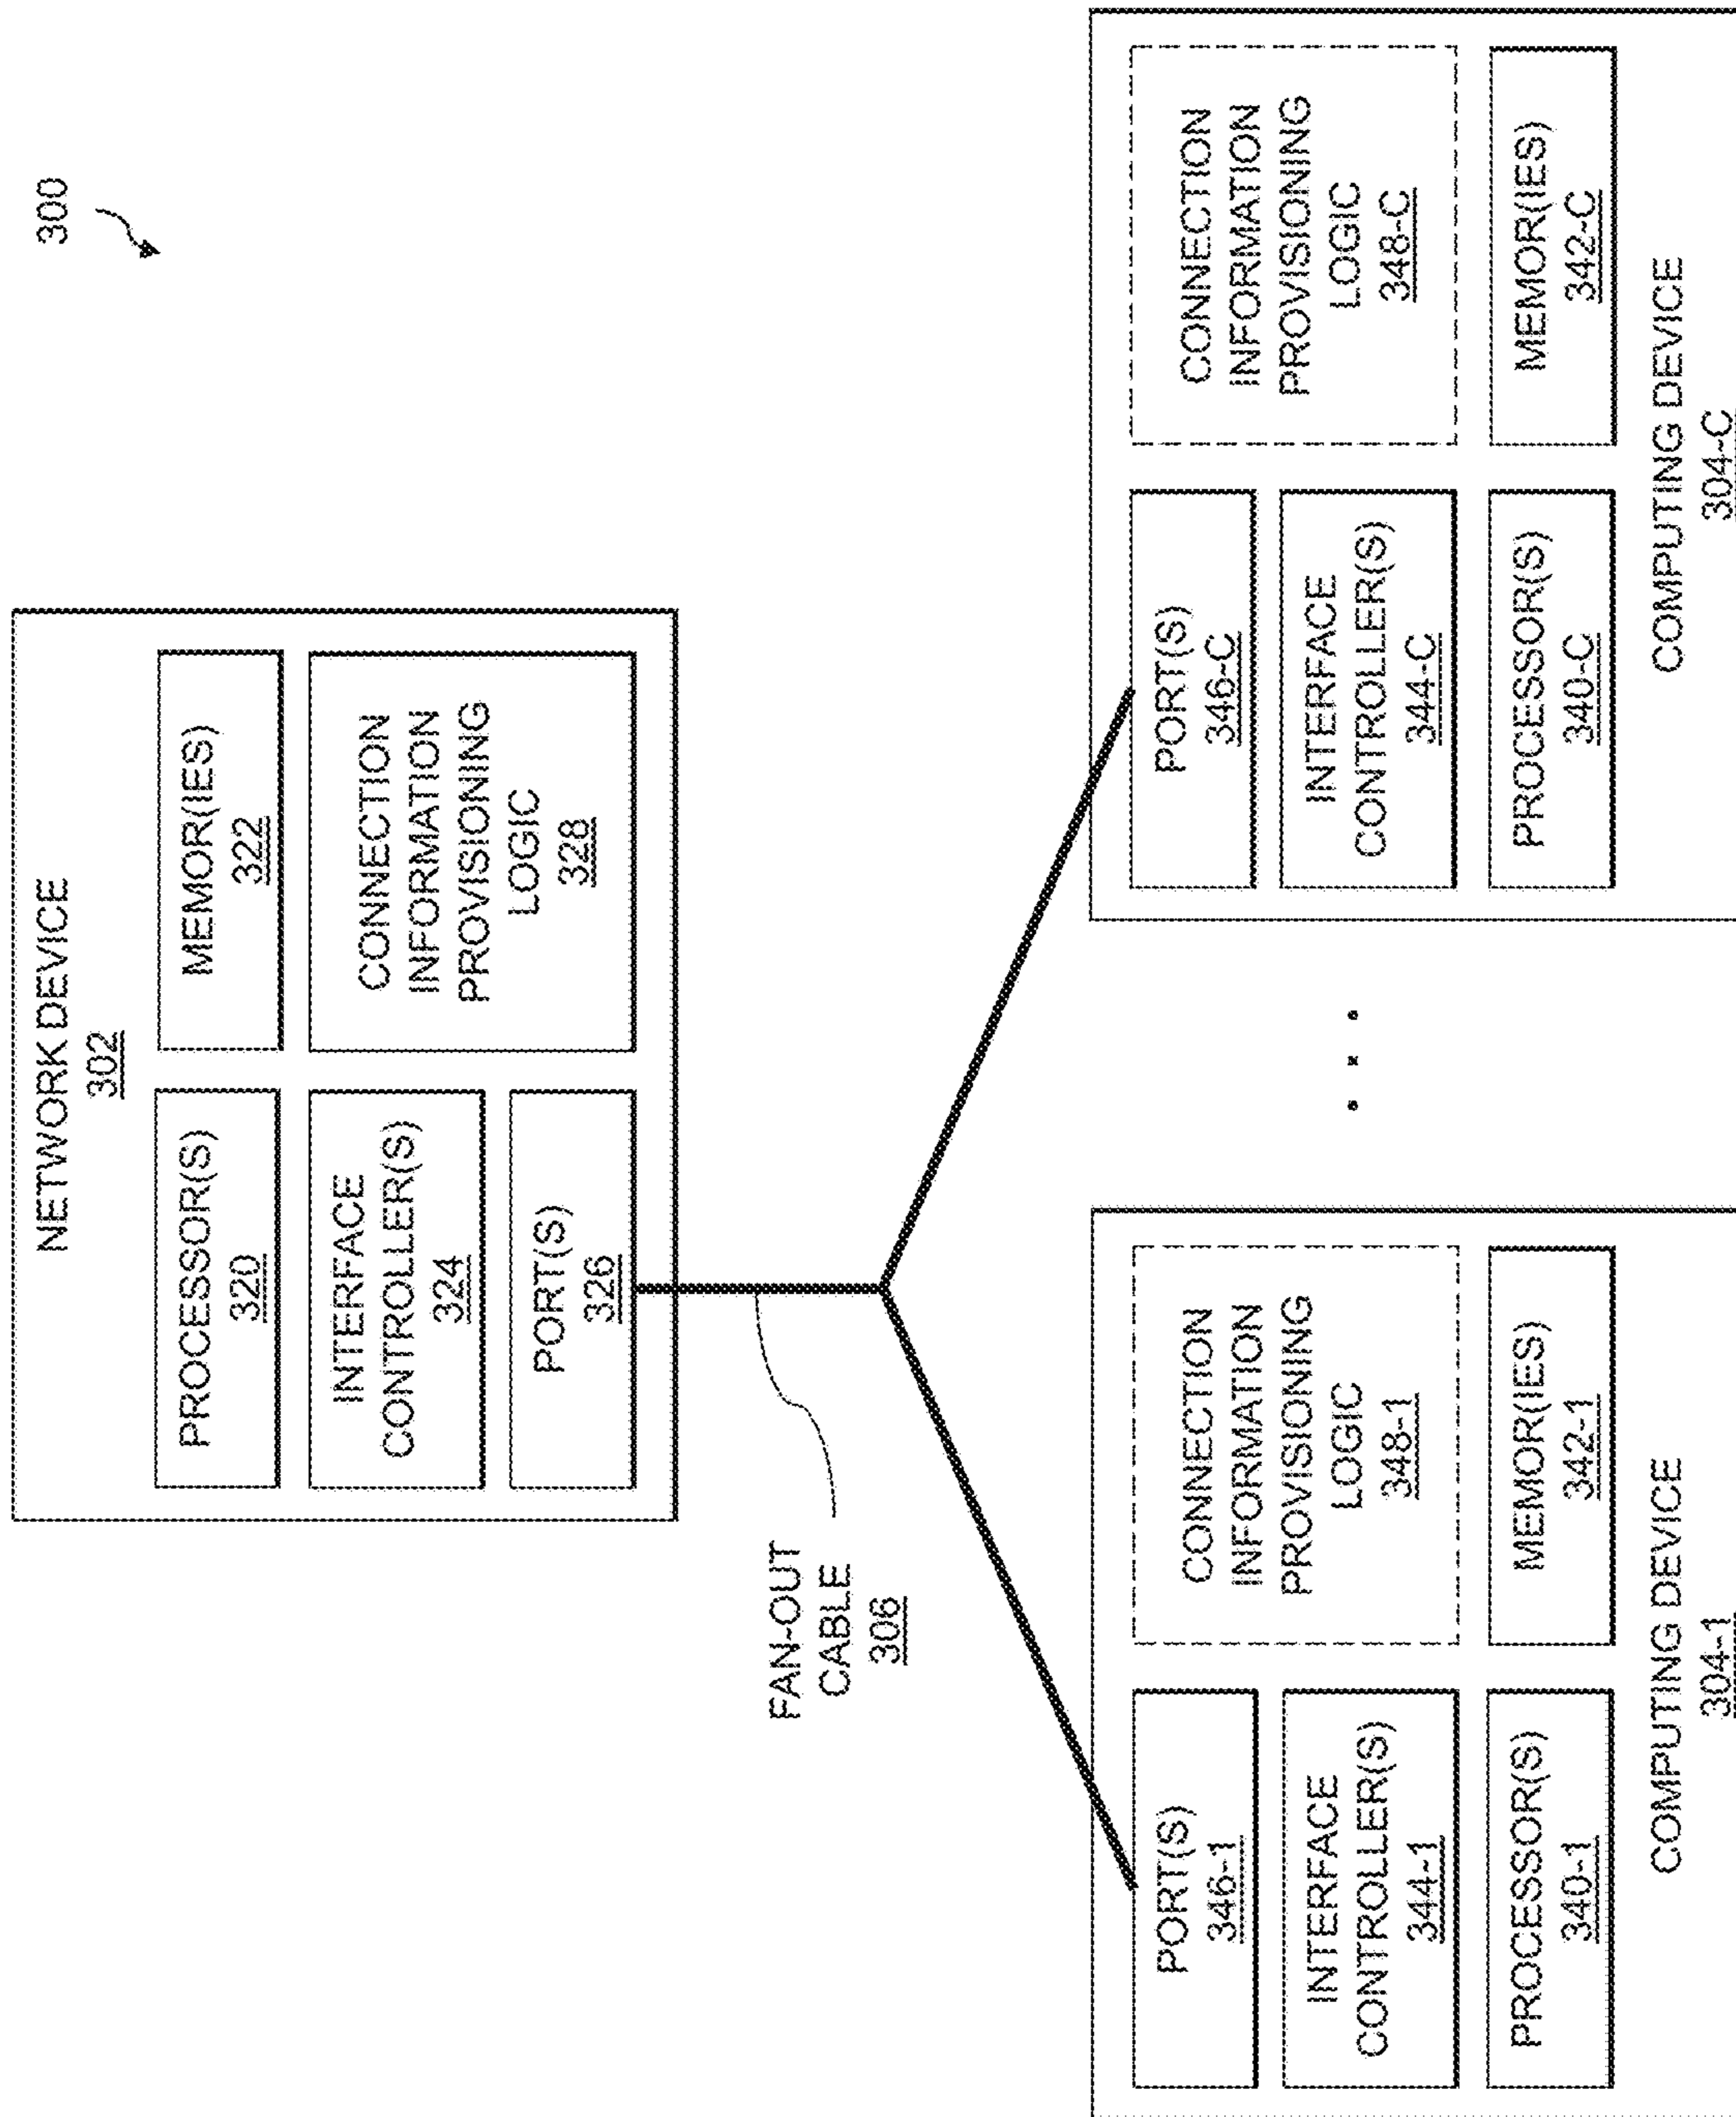 300
NETWORK DEVICE
302
PROCESSOR(S)
320
MEMOR(IES)
322
INTERFACE
CONTROLLER(S)
324
CONNECTION
INFORMATION
PROVISIONING
LOGIC
328
PORT(S)
326
FAN-OUT
CABLE
306
PORT(S)
346-1
CONNECTION
INFORMATION
PROVISIONING
LOGIC
348-1
INTERFACE
CONTROLLER(S)
344-1
PROCESSOR(S)
340-1
MEMOR(IES)
342-1
COMPUTING DEVICE
304-1
PORT(S)
346-C
CONNECTION
INFORMATION
PROVISIONING
LOGIC
348-C
INTERFACE
CONTROLLER(S)
344-C
PROCESSOR(S)
340-C
MEMOR(IES)
342-C
COMPUTING DEVICE
304-C